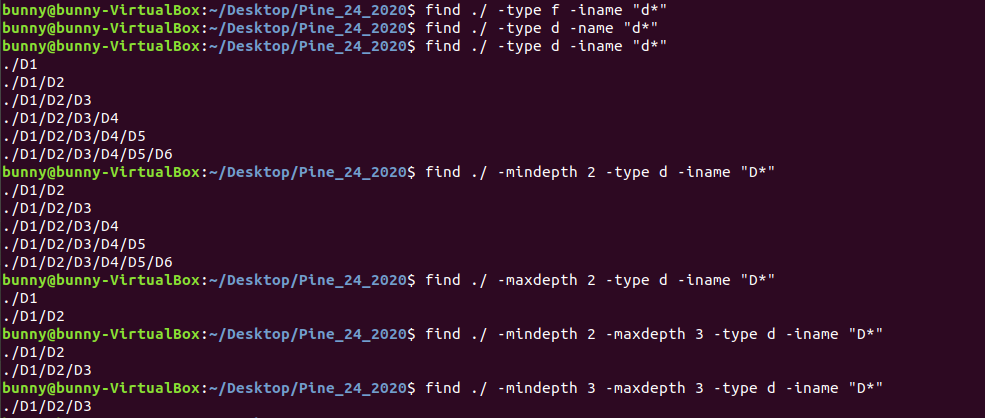 bunny@bunny-VirtualBox:~/Desktop/Pine_24_2020$ find ./ -type f -iname "d*"
bunny@bunny-VirtualBox:~/Desktop/Pine_24_2020$ find ./ -type d -name "d*"
bunny@bunny-VirtualBox:~/Desktop/Pine_24_2020$ find ./ -type d -iname "d*"
./D1
./D1/D2
./D1/D2/D3
./D1/D2/D3/D4
./D1/D2/D3/D4/D5
./D1/D2/D3/D4/D5/D6
bunny@bunny-VirtualBox:~/Desktop/Pine_24_2020$ find ./ -mindepth 2 -type d -iname "D*"
./D1/D2
./D1/D2/D3
./D1/D2/D3/D4
./D1/D2/D3/D4/D5
./D1/D2/D3/D4/D5/D6
bunny@bunny-VirtualBox:~/Desktop/Pine_24_2020$ find ./ -maxdepth 2 -type d -iname "D*"
./D1
./D1/D2
bunny@bunny-VirtualBox:~/Desktop/Pine_24_2020$ find ./ -mindepth 2 -maxdepth 3 -type d -iname "D*"
./D1/D2
./D1/D2/D3
bunny@bunny-VirtualBox:~/Desktop/Pine_24_2020$ find ./ -mindepth 3 -maxdepth 3 -type d -iname "D*"
./D1/D2/D3